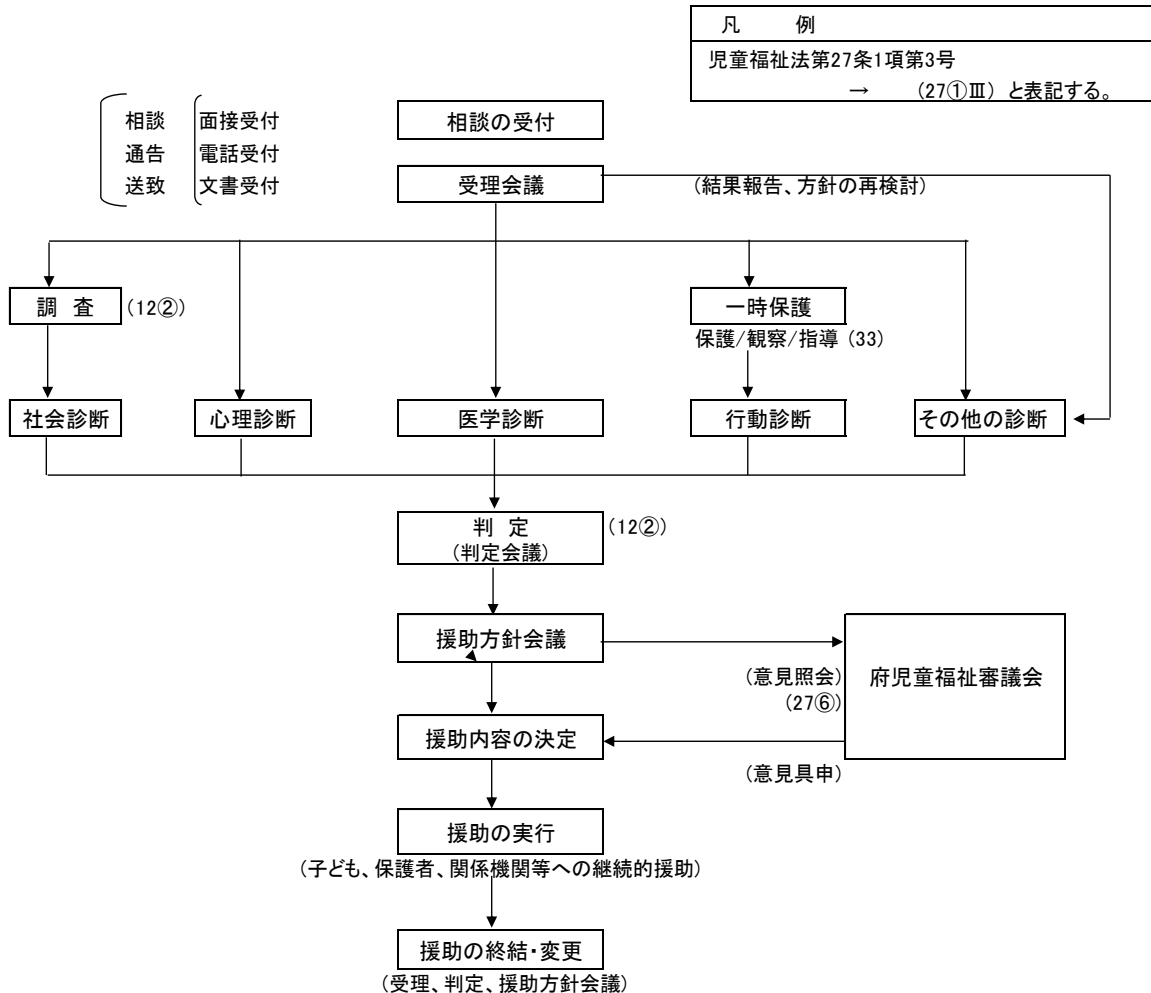 凡　　例
児童福祉法第27条1項第3号
→　(27①Ⅲ) と表記する。
相談　面接受付
通告　電話受付
送致　文書受付
相談の受付
受理会議
(結果報告、方針の再検討)
調　査
(12②)
一時保護
保護/観察/指導 (33)
社会診断
心理診断
医学診断
行動診断
その他の診断
判　定
(判定会議)
(12②)
援助方針会議
(意見照会)
(27⑥)
府児童福祉審議会
援助内容の決定
(意見具申)
援助の実行
(子ども、保護者、関係機関等への継続的援助)
援助の終結・変更
(受理、判定、援助方針会議)